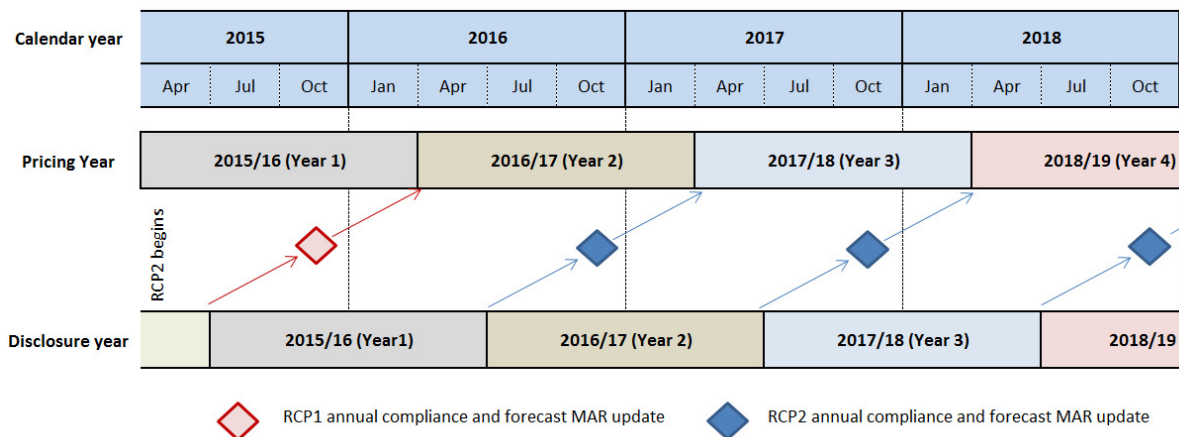 Calendar year 2015 2016 2017 2018
Apr Jul Oct Jan Apr Jul Oct Jan Apr Jul Oct Jan Apr Jul Oct
Pricing Year 2015/16 (Year 1) 2016/17 (Year 2) 2017/18 (Year 3) 2018/19 (Year 4)
RCP2 begins
Disclosure year 2015/16 (Year1) 2016/17 (Year 2) 2017/18 (Year 3) 2018/19
RCP1 annual compliance and forecast MAR update RCP2 annual compliance and forecast MAR update